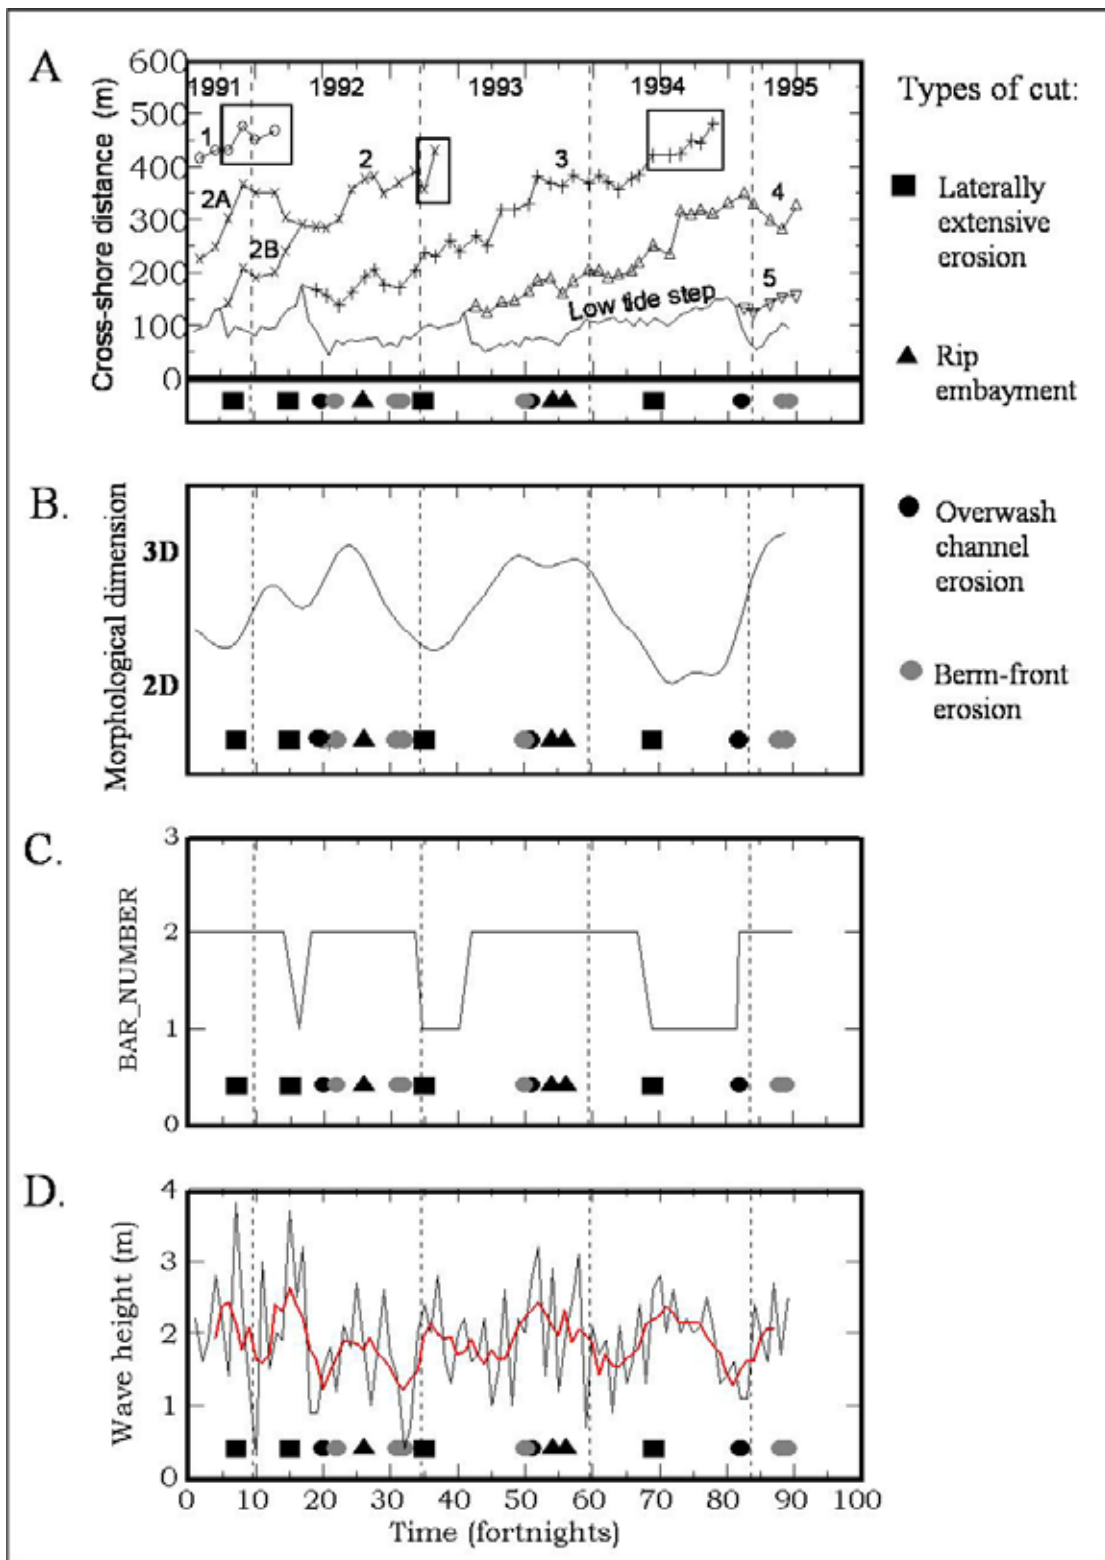 A
Cross-shore distance (m)
600
500
400
300
200
100
0
1991
1992
1993
1994
1995
1
2A
2B
2
3
4
5
Low tide step
Types of cut:
Laterally
extensive
erosion
Rip
embayment
Overwash
channel
erosion
Berm-front
erosion
B.
Morphological dimension
3D
2D
C.
BAR_NUMBER
3
2
1
0
D.
Wave height (m)
4
3
2
1
0
0 10 20 30 40 50 60 70 80 90 100
Time (fortnights)